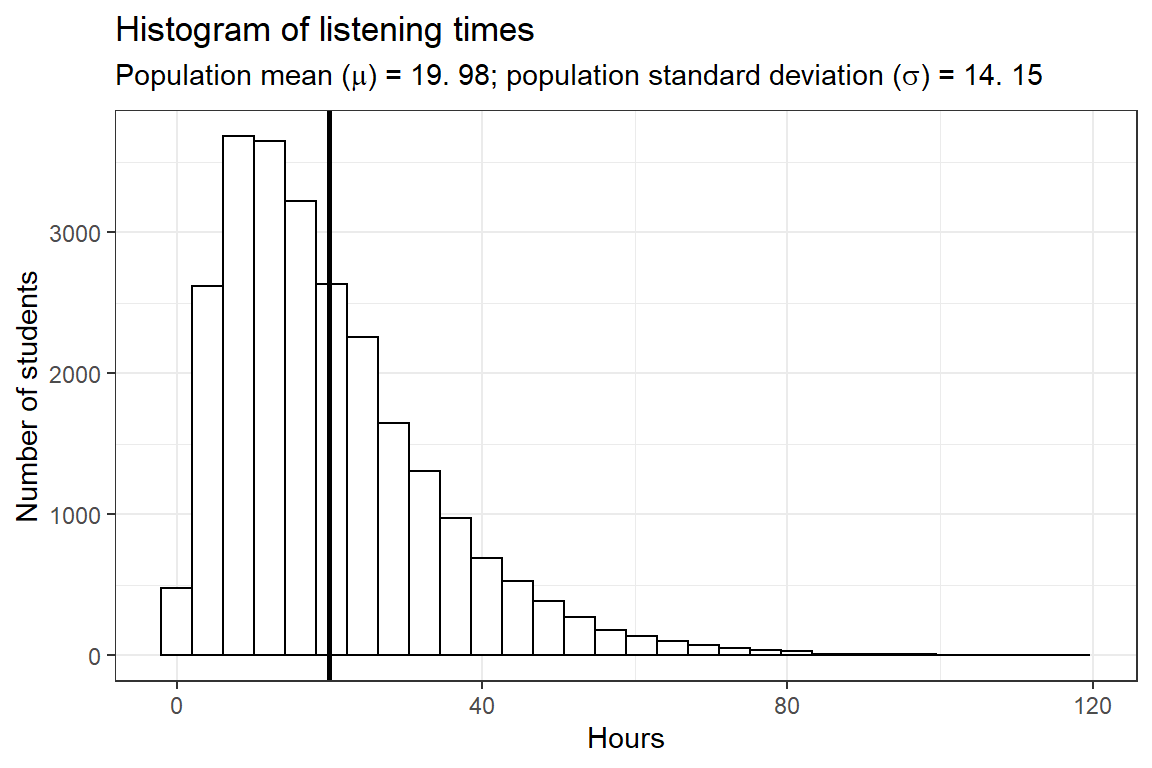 Histogram of listening times
Population mean (μ) = 19. 98; population standard deviation (σ) = 14. 15
Number of students
3000
2000
1000
0
0 40 80 120
Hours